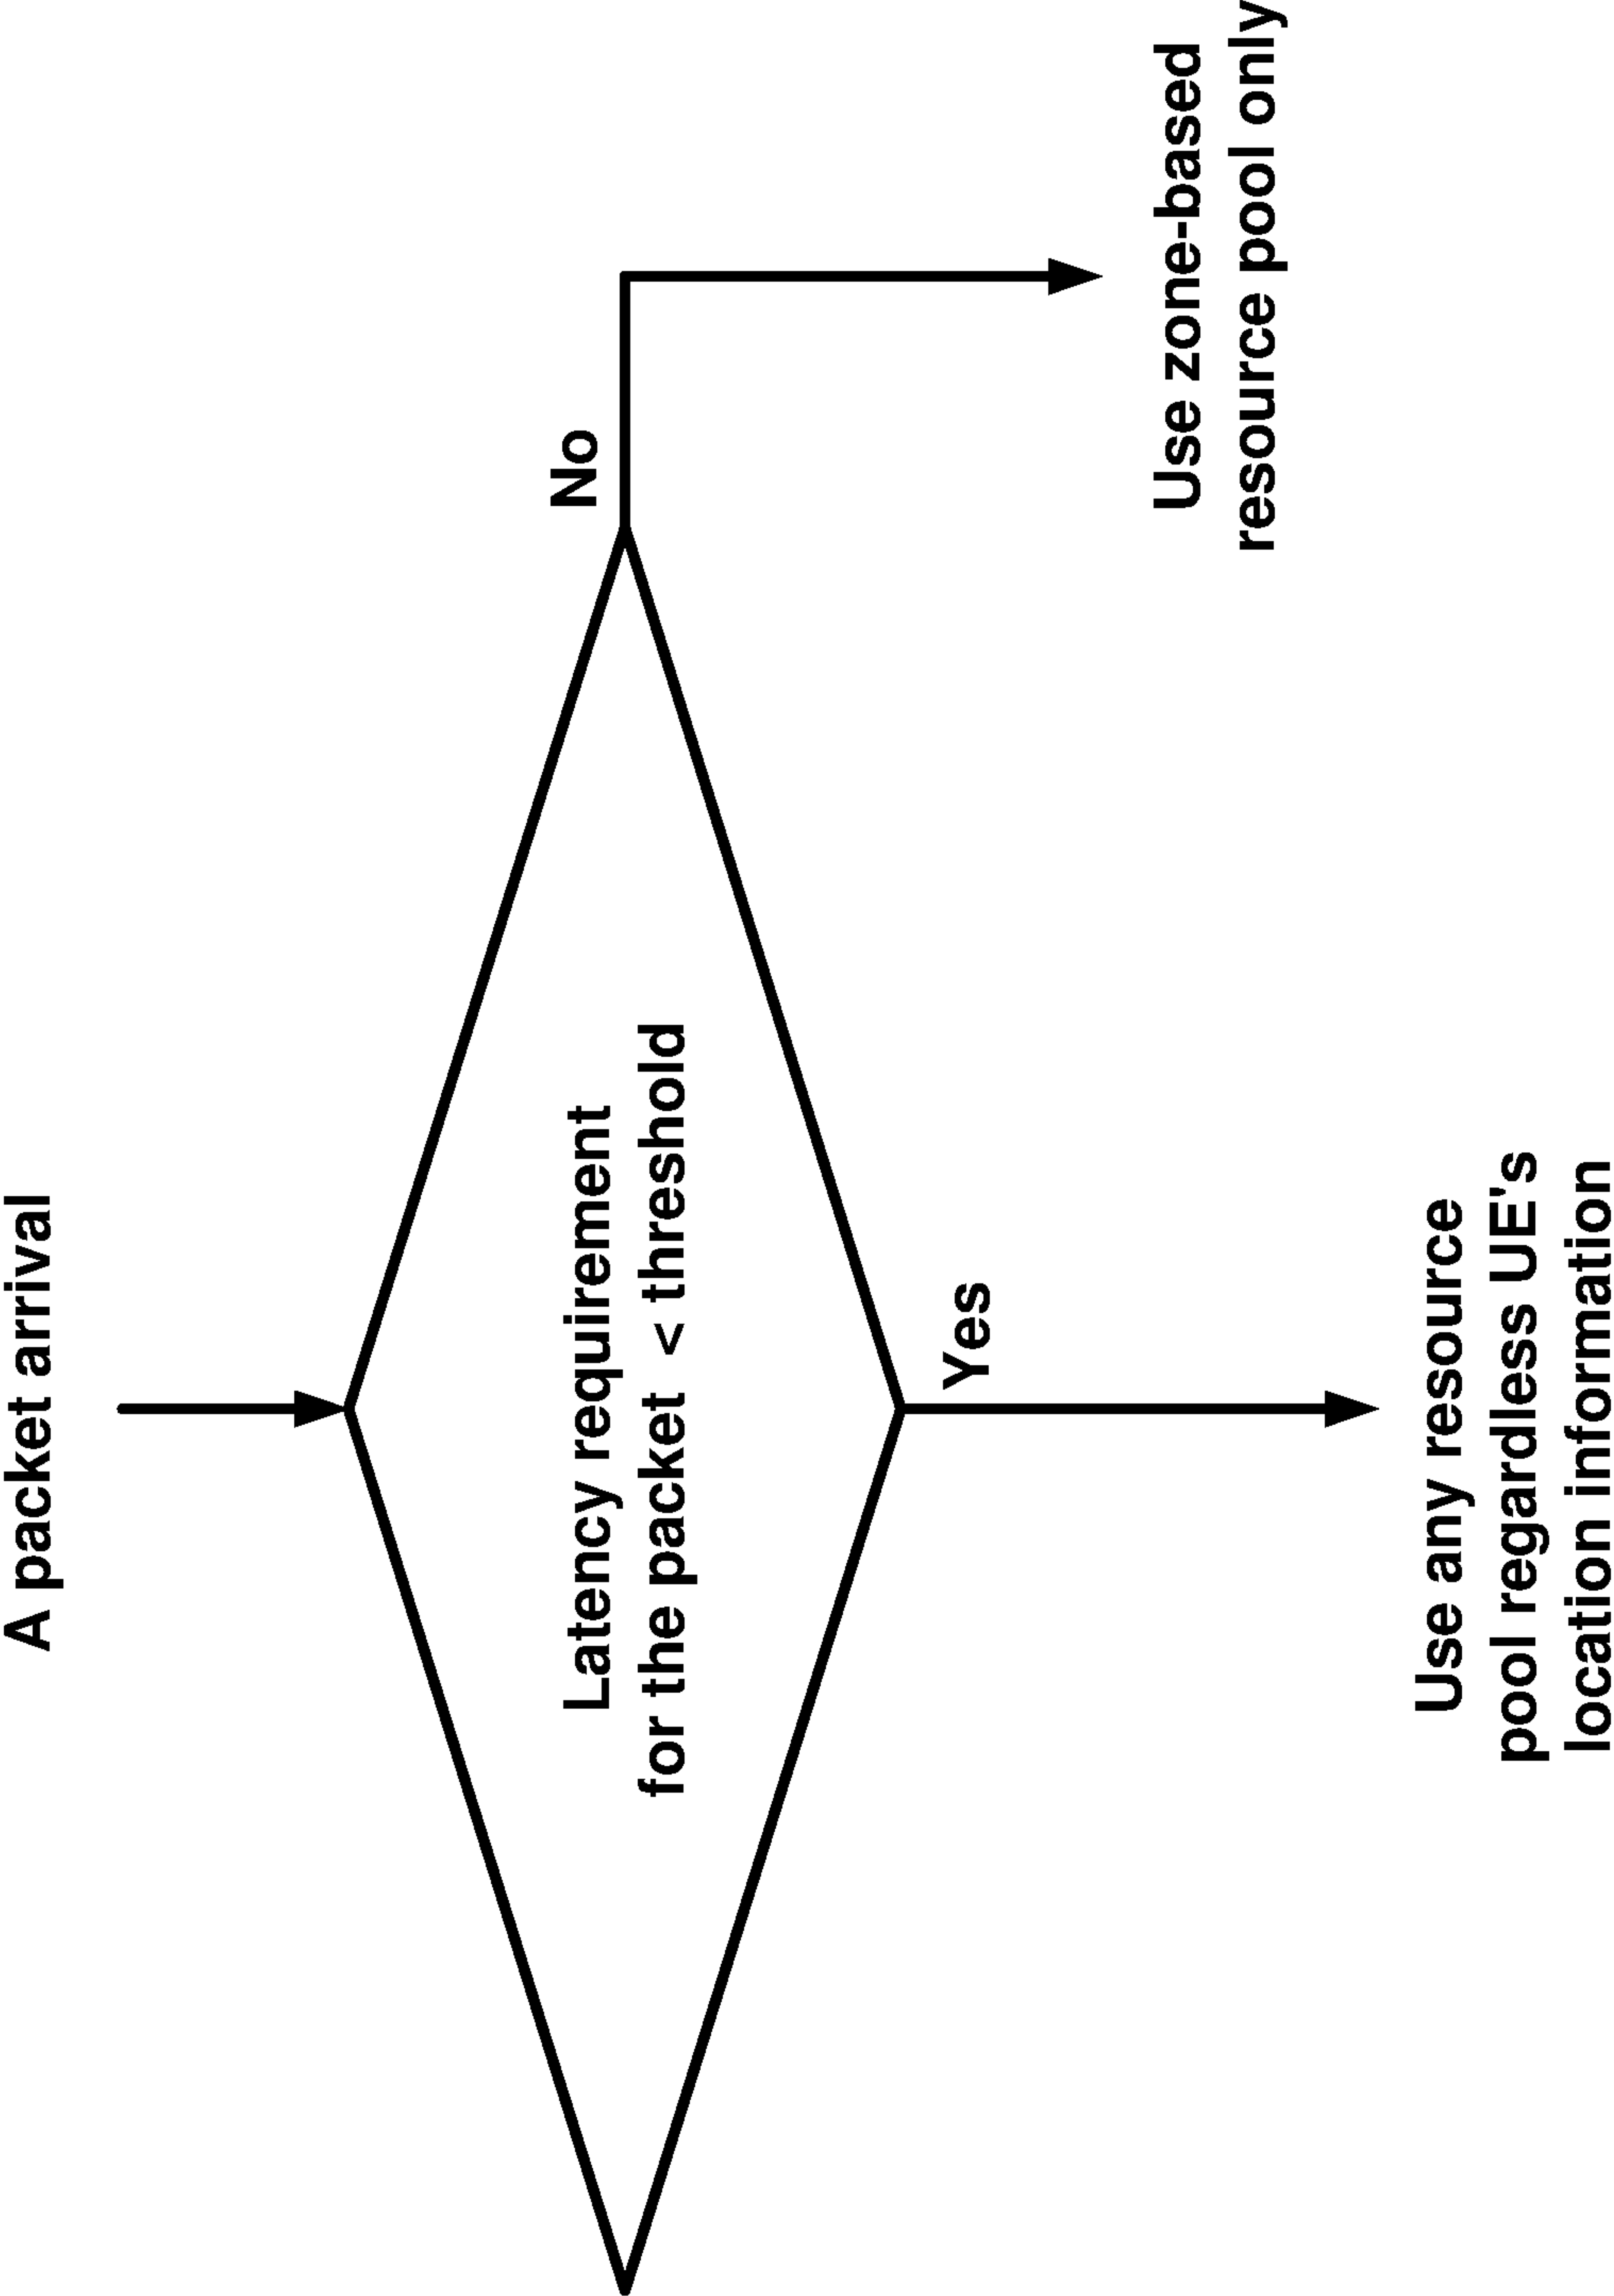 A packet arrival
Latency requirement
for the packet < threshold
No
Yes
Use zone-based
resource pool only
Use any resource
pool regardless UE's
location information